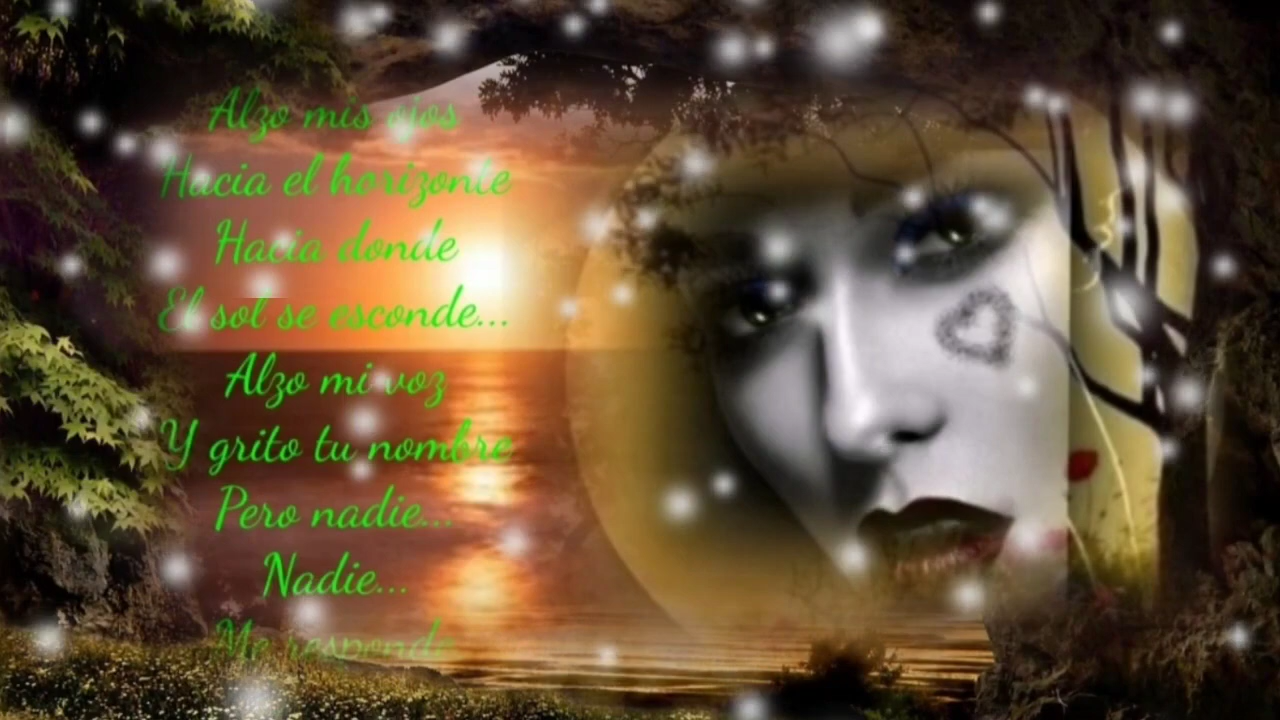 Alzo mis ojos
Hacia el horizonte
Hacia donde
El sol se esconde...
Alzo mi voz
Y grito tu nombre
Pero nadie...
Nadie...
Me responde